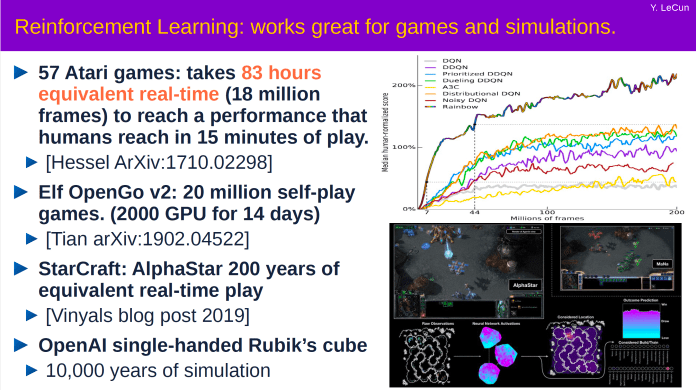 Y. LeCun
Reinforcement Learning: works great for games and simulations.
57 Atari games: takes 83 hours
equivalent real-time (18 million
frames) to reach a performance that
humans reach in 15 minutes of play.
[Hessel ArXiv:1710.02298]
Elf OpenGo v2: 20 million self-play
games. (2000 GPU for 14 days)
[Tian arXiv:1902.04522]
StarCraft: AlphaStar 200 years of
equivalent real-time play
[Vinyals blog post 2019]
OpenAI single-handed Rubik's cube
10,000 years of simulation
DQN
DDQN
Prioritized DDQN
Dueling DDQN
A3C
Distributional DQN
Noisy DQN
Rainbow
Median human-normalized score
200%
100%
0%
7 44 100 200
Millions of frames
AlphaStar
MaNa
Raw Observations
Neural Network Activations
Considered Location
Outcome Prediction
Considered Build/Train